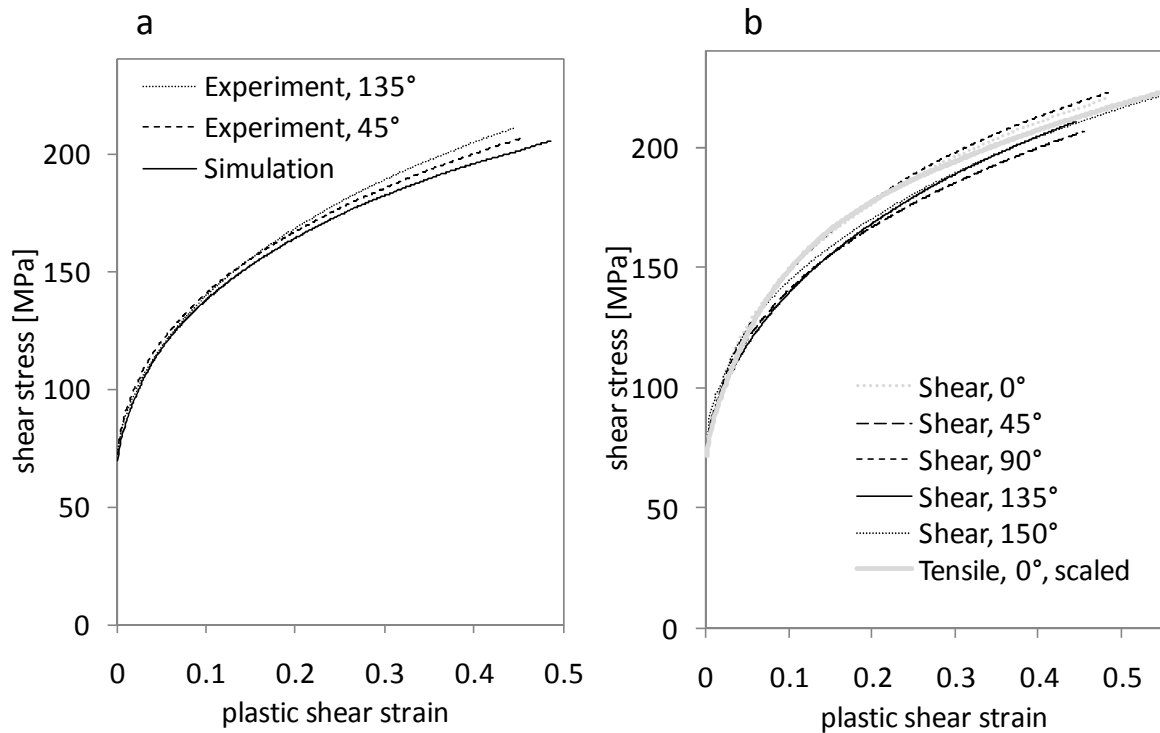 a
Experiment, 135°
Experiment, 45°
Simulation
200
150
100
50
0
shear stress [MPa]
0 0.1 0.2 0.3 0.4 0.5
plastic shear strain
b
200
150
100
50
0
shear stress [MPa]
Shear, 0°
Shear, 45°
Shear, 90°
Shear, 135°
Shear, 150°
Tensile, 0°, scaled
0 0.1 0.2 0.3 0.4 0.5
plastic shear strain